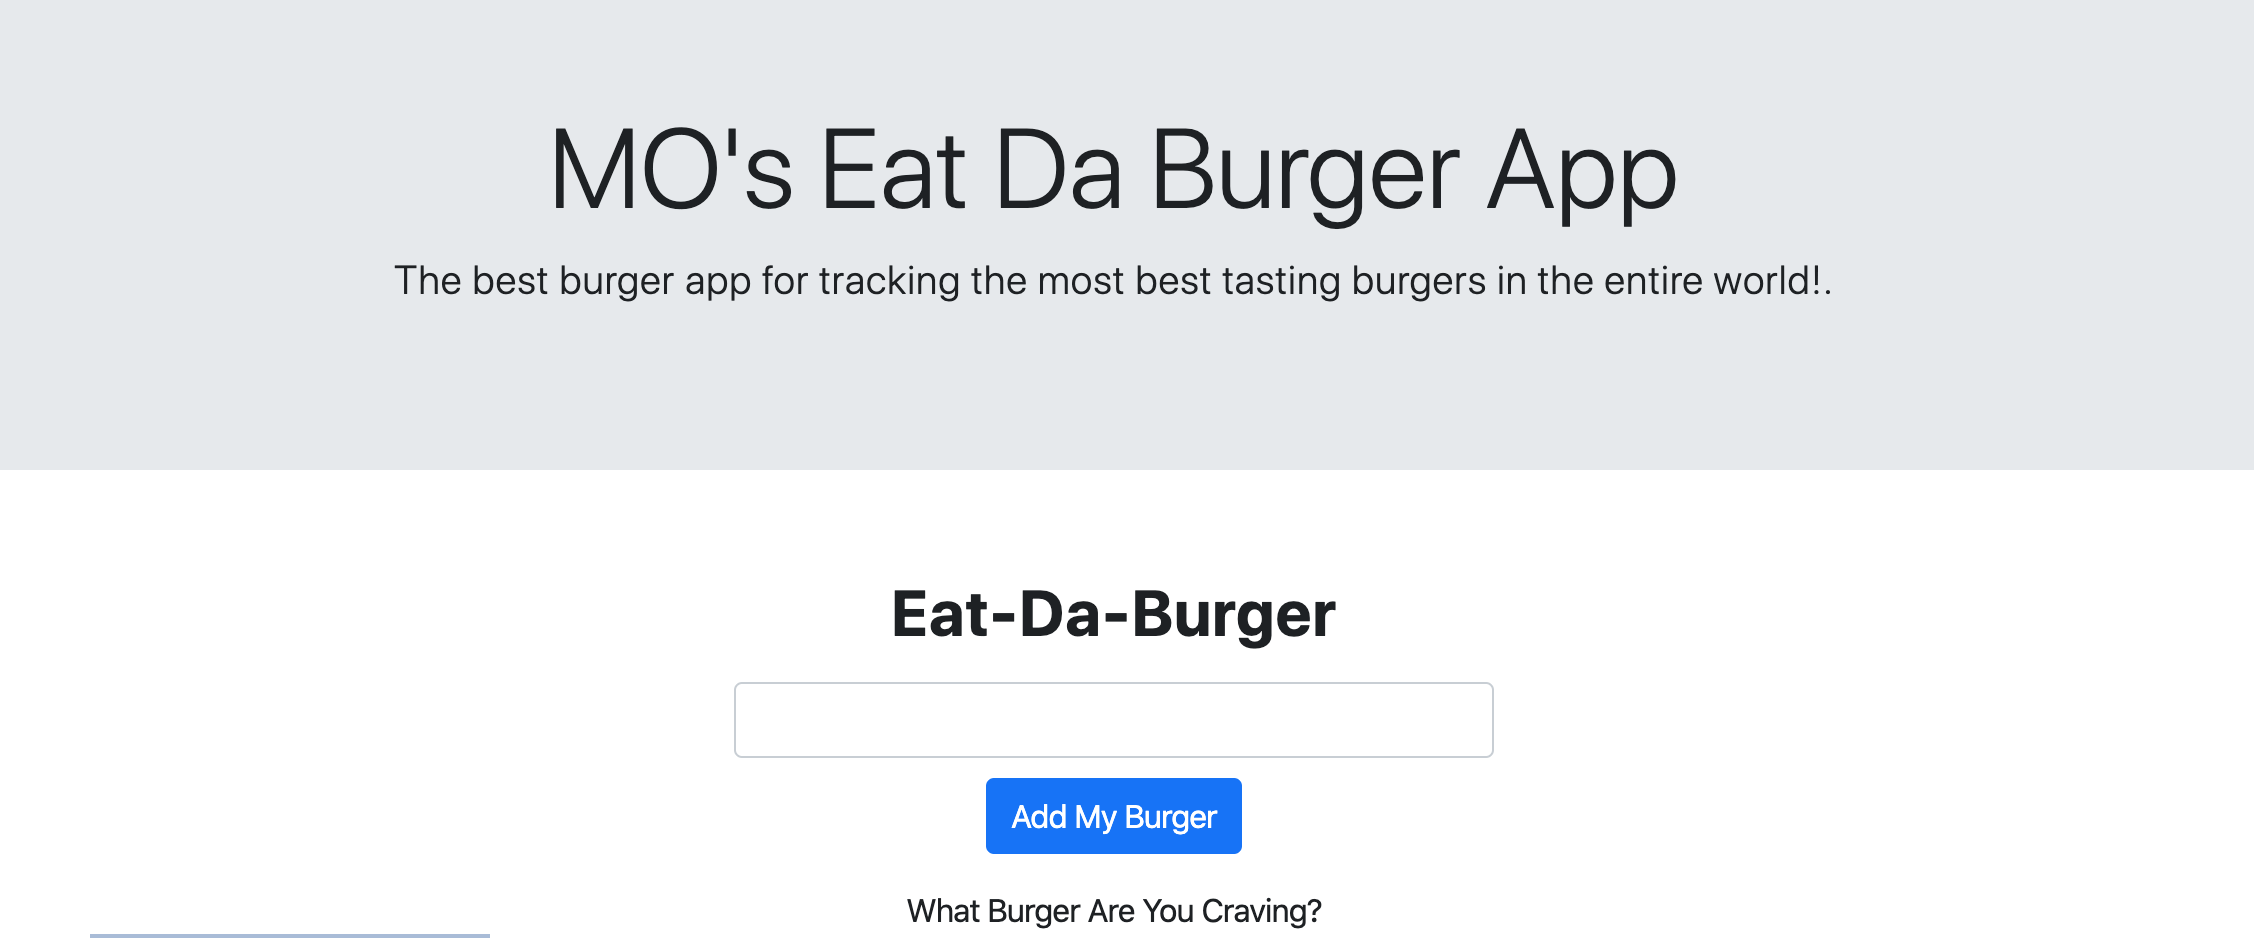 MO's Eat Da Burger App
The best burger app for tracking the most best tasting burgers in the entire world!.
Eat-Da-Burger
Add My Burger
What Burger Are You Craving?